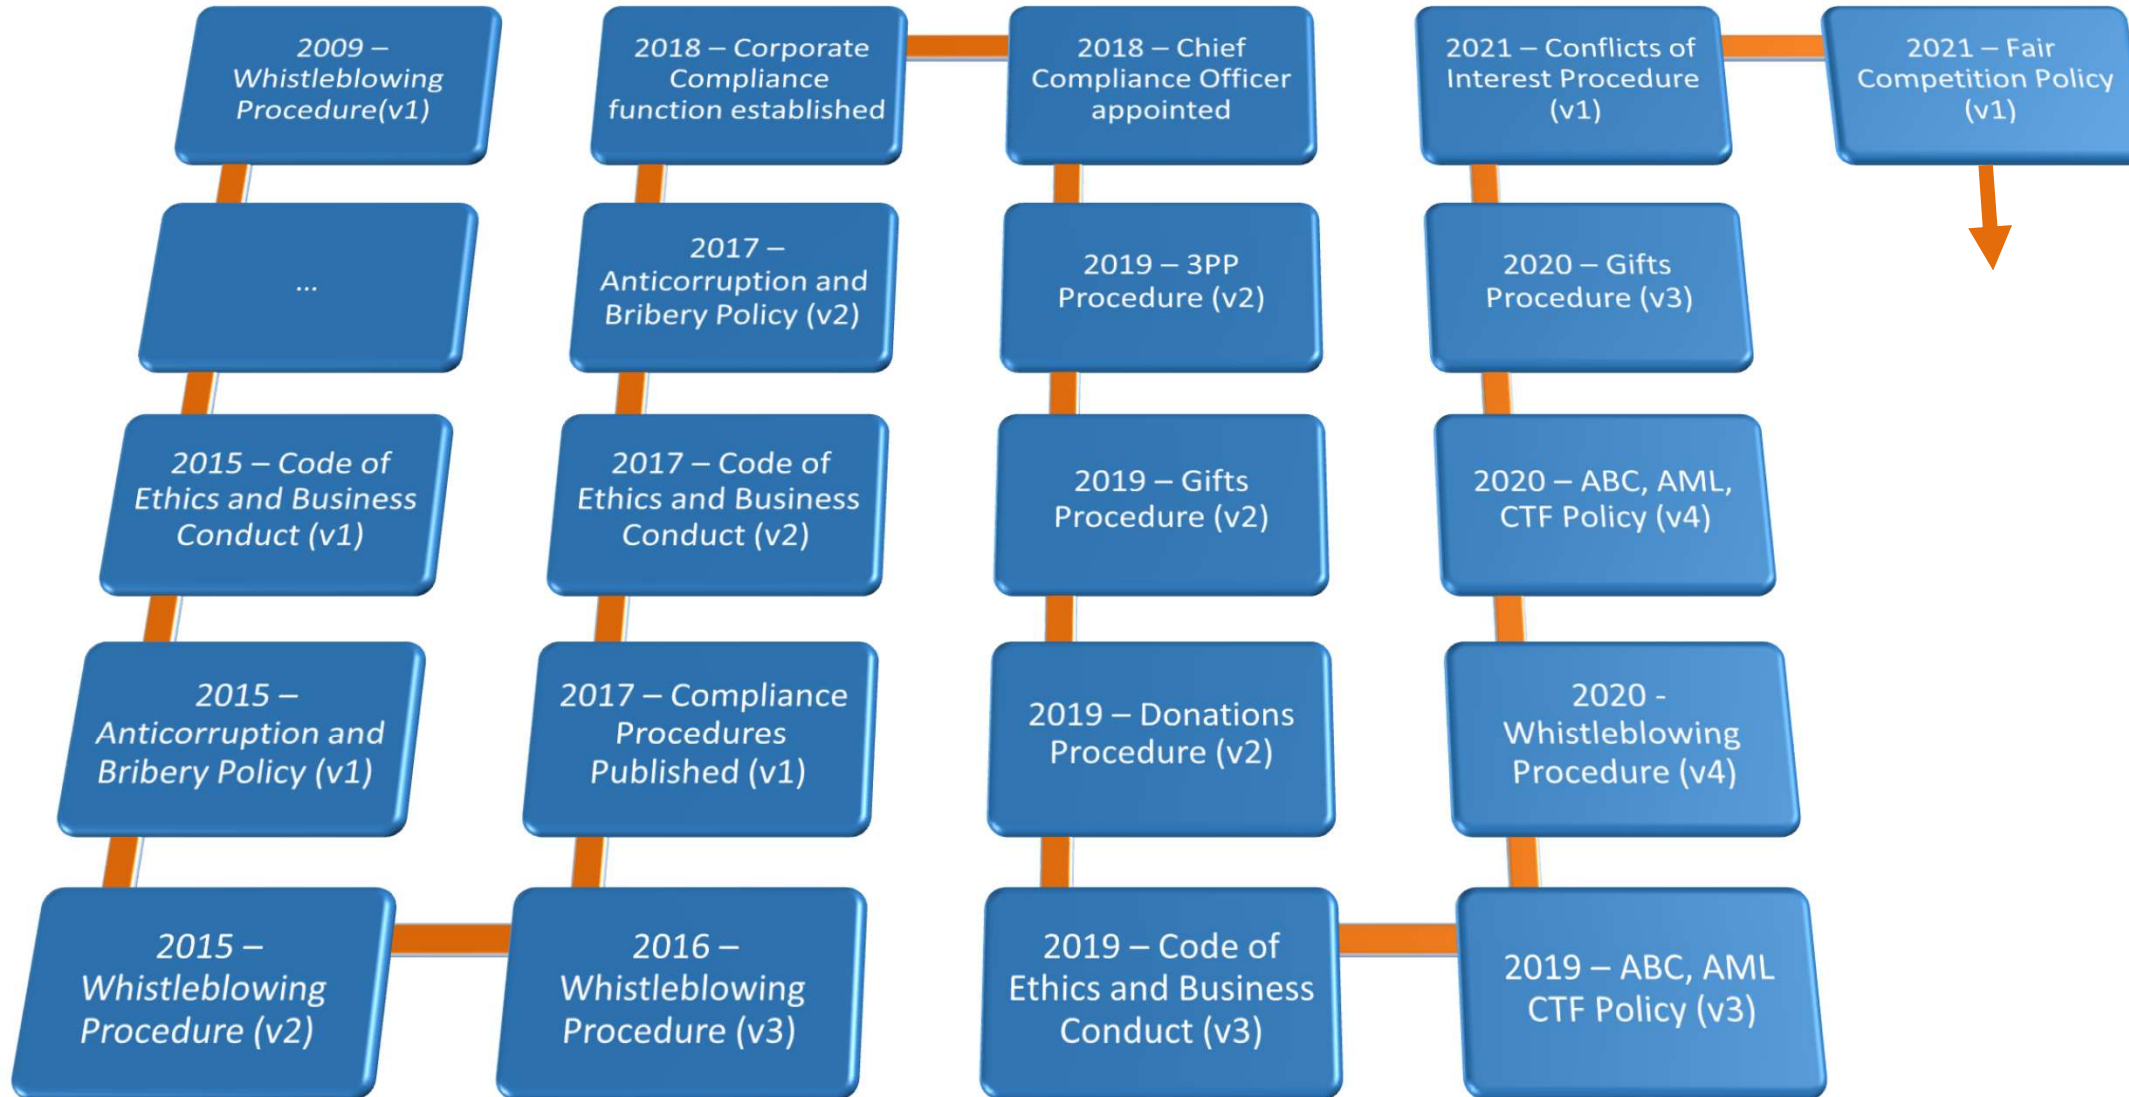 2009 –
Whistleblowing
Procedure(v1)
...
2015 – Code of
Ethics and Business
Conduct (v1)
2015 –
Anticorruption and
Bribery Policy (v1)
2015 –
Whistleblowing
Procedure (v2)
2016 –
Whistleblowing
Procedure (v3)
2017 – Compliance
Procedures
Published (v1)
2017 – Code of
Ethics and Business
Conduct (v2)
2017 –
Anticorruption and
Bribery Policy (v2)
2018 – Corporate
Compliance
function established
2018 – Chief
Compliance Officer
appointed
2019 – 3PP
Procedure (v2)
2019 – Gifts
Procedure (v2)
2019 – Donations
Procedure (v2)
2019 – Code of
Ethics and Business
Conduct (v3)
2019 – ABC, AML
CTF Policy (v3)
2020 -
Whistleblowing
Procedure (v4)
2020 – ABC, AML,
CTF Policy (v4)
2020 – Gifts
Procedure (v3)
2021 – Conflicts of
Interest Procedure
(v1)
2021 – Fair
Competition Policy
(v1)